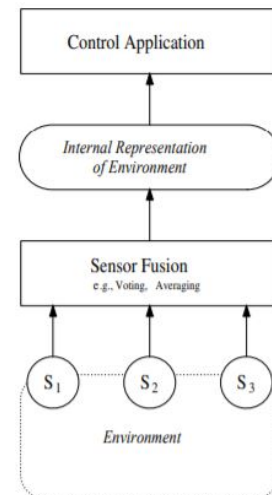 Control Application
Internal Representation
of Environment
Sensor Fusion
e.g., Voting, Averaging
S1 S2 S3
Environment